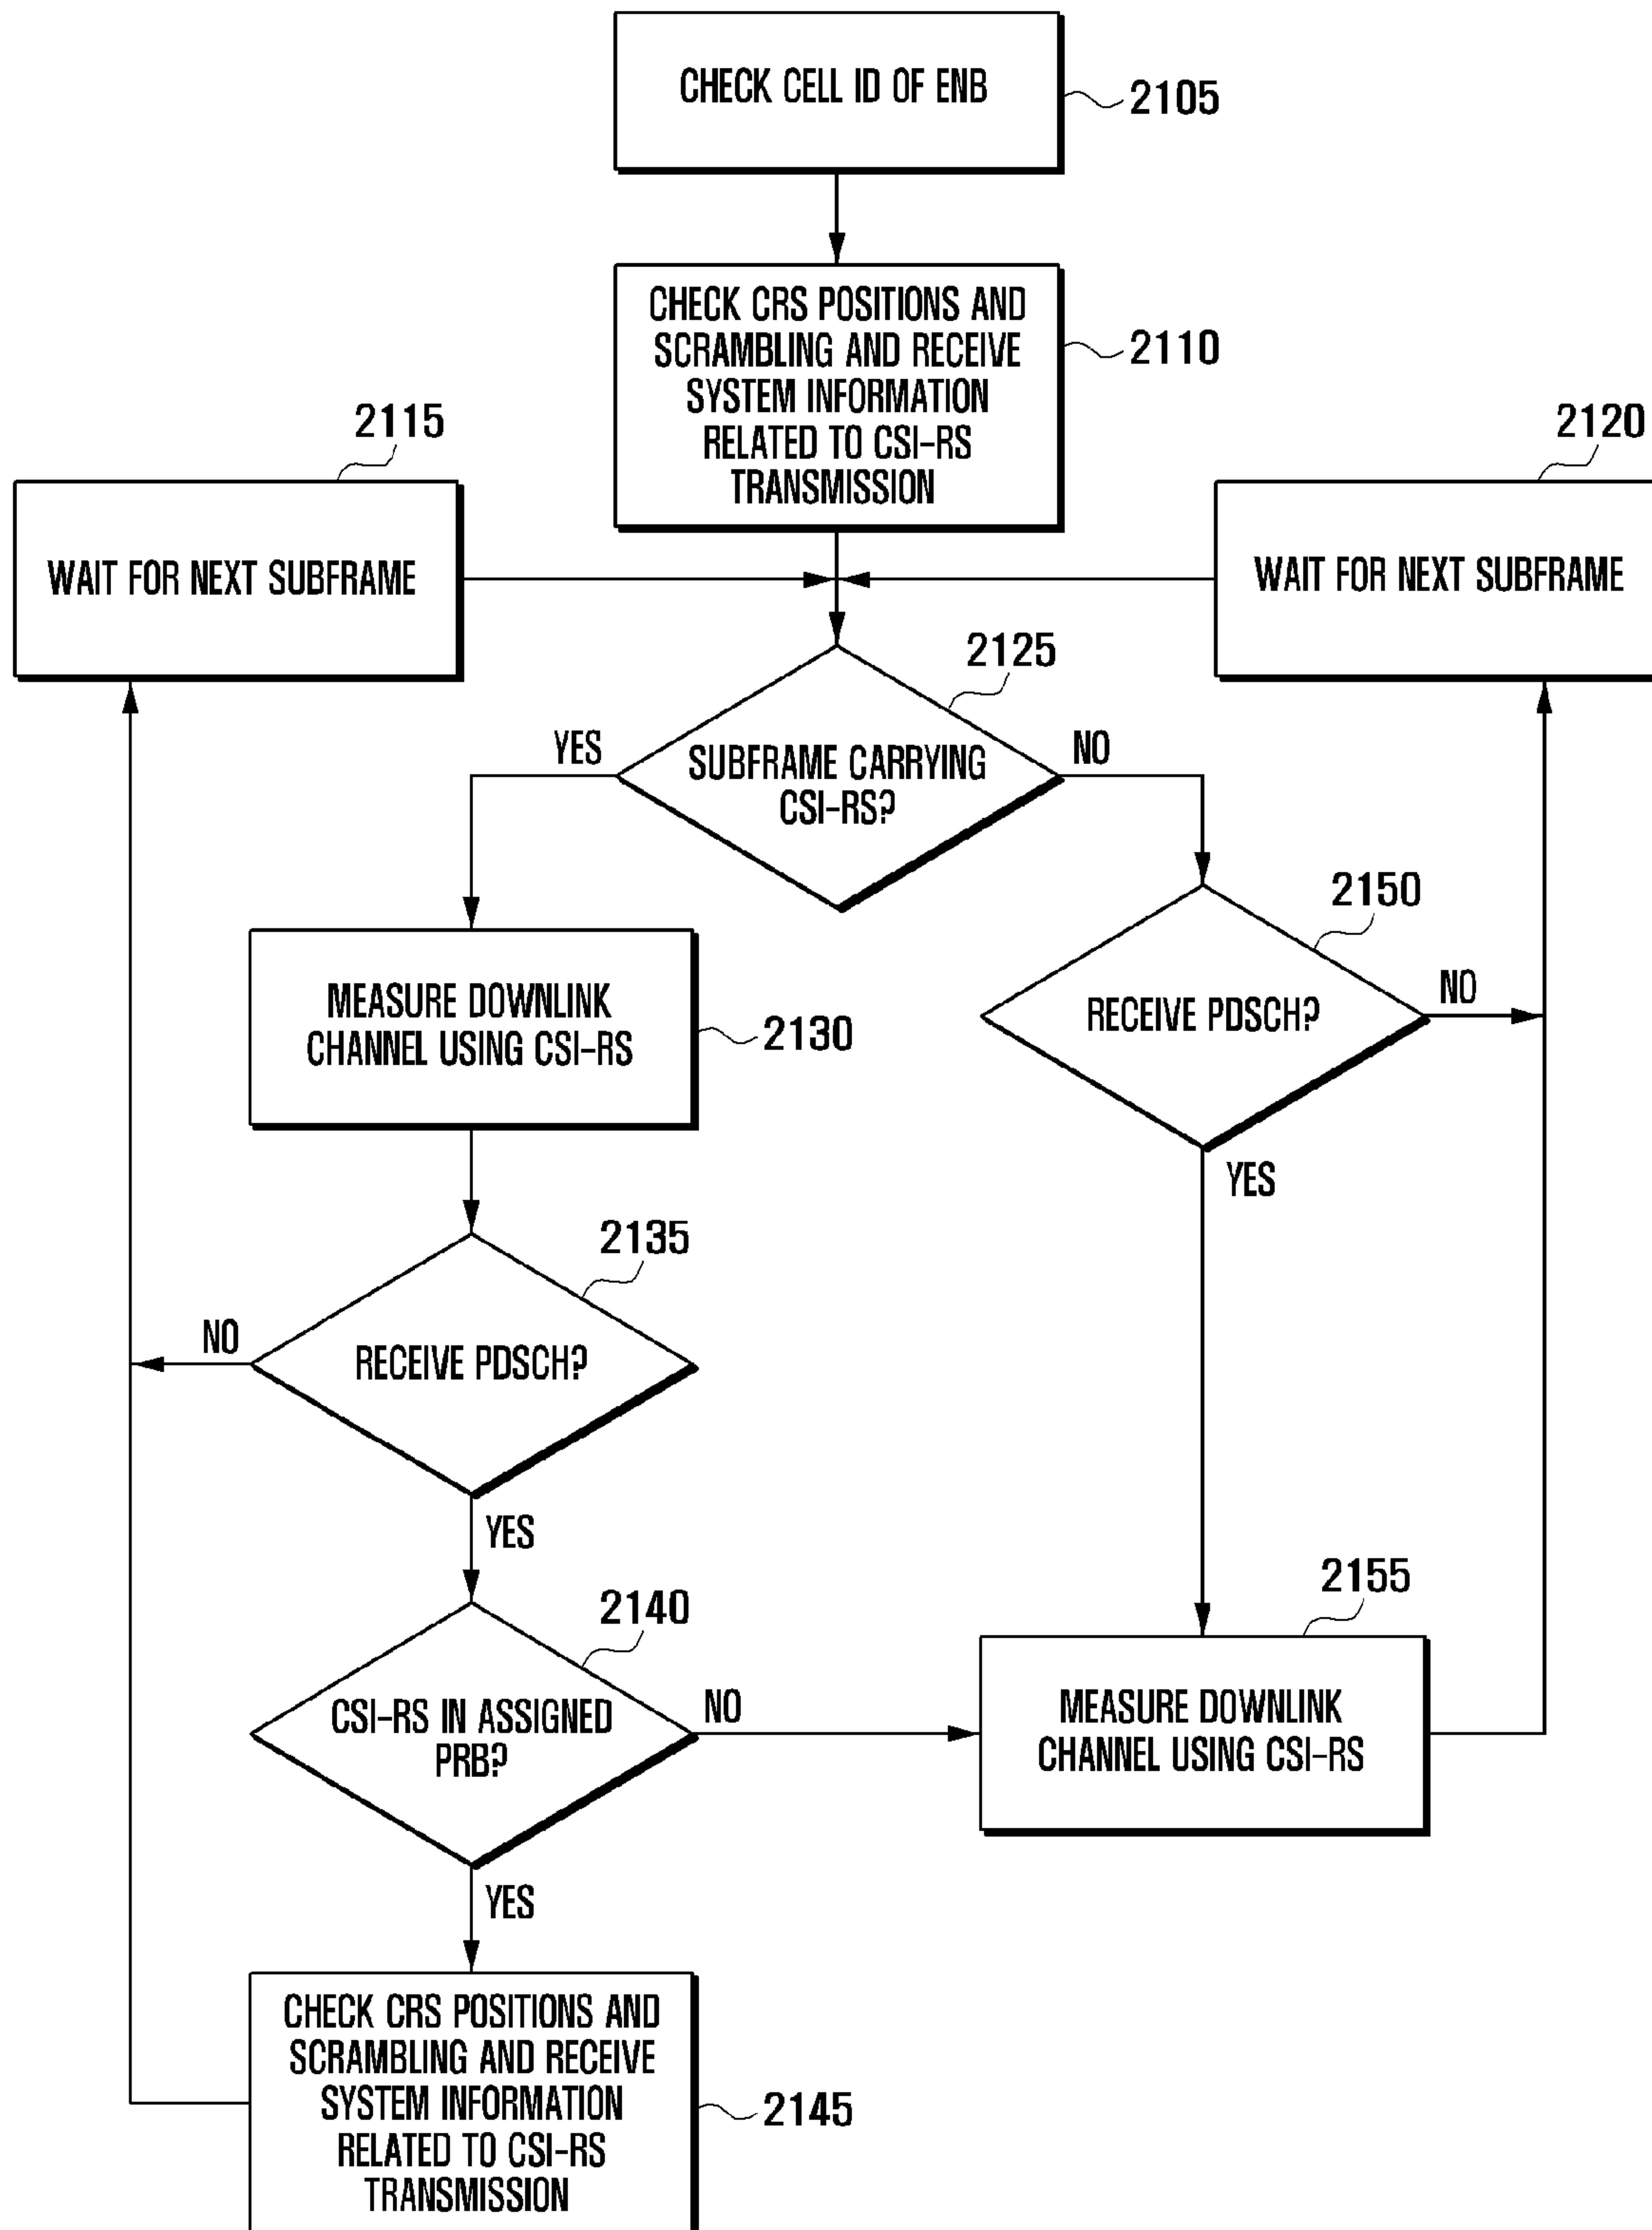 CHECK CELL ID OF ENB
2105
CHECK CRS POSITIONS AND
SCRAMBLING AND RECEIVE
SYSTEM INFORMATION
RELATED TO CSI-RS
TRANSMISSION
2110
2115
WAIT FOR NEXT SUBFRAME
2120
WAIT FOR NEXT SUBFRAME
2125
SUBFRAME CARRYING
CSI-RS?
YES
NO
MEASURE DOWNLINK
CHANNEL USING CSI-RS
2130
2150
RECEIVE PDSCH?
NO
YES
2135
RECEIVE PDSCH?
NO
YES
2140
CSI-RS IN ASSIGNED
PRB?
NO
YES
2155
MEASURE DOWNLINK
CHANNEL USING CSI-RS
CHECK CRS POSITIONS AND
SCRAMBLING AND RECEIVE
SYSTEM INFORMATION
RELATED TO CSI-RS
TRANSMISSION
2145